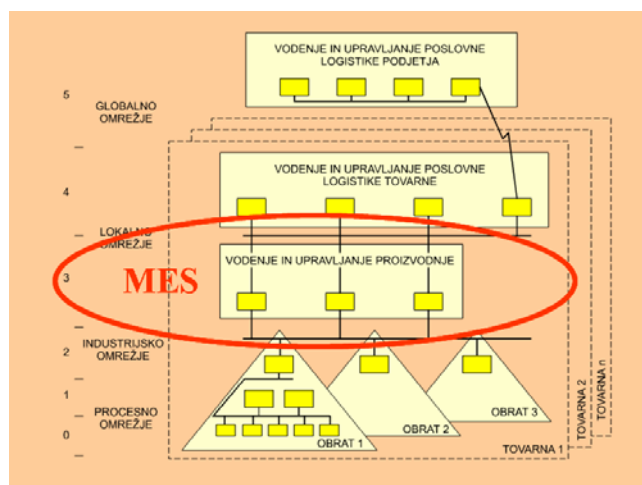 VODENJE IN UPRAVLJANJE POSLOVNE
LOGISTIKE PODJETJA
5
GLOBALNO
OMREŽJE
VODENJE IN UPRAVLJANJE POSLOVNE
LOGISTIKE TOVARNE
4
LOKALNO
OMREŽJE
VODENJE IN UPRAVLJANJE PROIZVODNJE
3
MES
INDUSTRIJSKO
OMREŽJE
2
1
PROCESNO
OMREŽJE
0
OBRAT 1
OBRAT 2
OBRAT 3
TOVARNA 1
TOVARNA 2
TOVARNA n